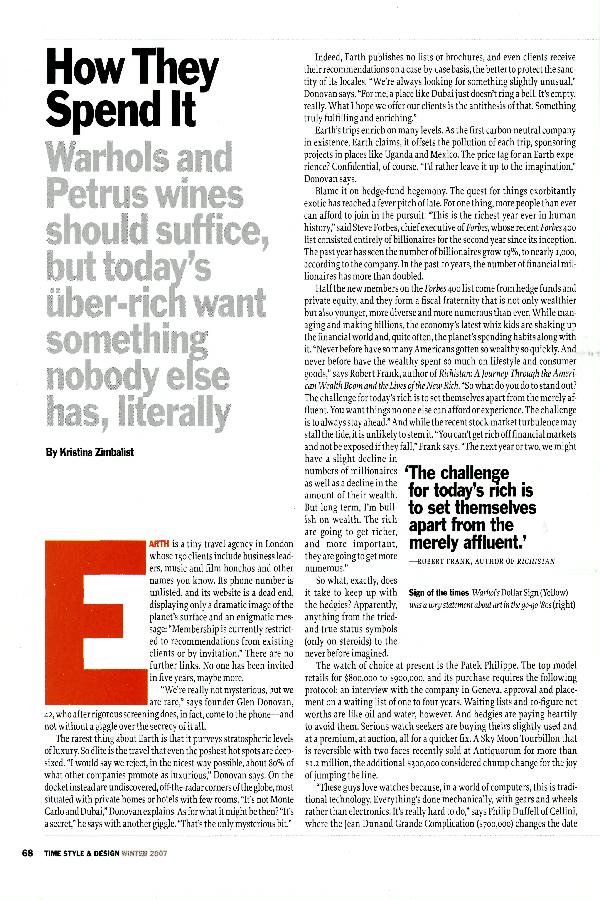 How They
Spend It
Warhols and
Petrus wines
should suffice,
but today's
über-rich want
something
nobody else
has, literally
By Kristina Zimbalist
EARTH is a tiny travel agency in London
whose 150 clients include business lead-
ers, music and film honchos and other
names you know. Its phone number is
unlisted, and its website is a dead end,
displaying only a dramatic image of the
planet's surface and an enigmatic mes-
sage: "Membership is currently restrict-
ed to recommendations from existing
clients or by invitation." There are no
further links. No one has been invited
in five years, maybe more.
"We're really not mysterious, but we
are rare," says founder Glen Donovan,
42, who after rigorous screening does, in fact, come to the phone—and
not without a giggle over the secrecy of it all.
The rarest thing about Earth is that it purveys stratospheric levels
of luxury. So élite is the travel that even the poshest hot spots are deep-
sixed. "I would say we reject, in the nicest way possible, about 80% of
what other companies promote as luxurious," Donovan says. On the
docket instead are undiscovered, off-the-radar corners of the globe, most
situated with private homes or hotels with few rooms. "It's not Monte
Carlo and Dubai," Donovan explains. As for what it might be then? "It's
a secret," he says with another giggle. "That's the only mysterious bit."
Indeed, Earth publishes no lists or brochures, and even clients receive
their recommendations on a case-by-case basis, the better to protect the sanc-
tity of its locales. "We're always looking for something slightly unusual,"
Donovan says. "For me, a place like Dubai just doesn't ring a bell. It's empty,
really. What I hope we offer our clients is the antithesis of that. Something
truly fulfilling and enriching."
Earth's trips enrich on many levels. As the first carbon neutral company
in existence, Earth claims, it offsets the pollution of each trip, sponsoring
projects in places like Uganda and Mexico. The price tag for an Earth expe-
rience? Confidential, of course. "I'd rather leave it up to the imagination,"
Donovan says.
Blame it on hedge-fund hegemony. The quest for things exorbitantly
exotic has reached a fever pitch of late. For one thing, more people than ever
can afford to join in the pursuit. "This is the richest year ever in human
history," said Steve Forbes, chief executive of Forbes, whose recent Forbes 400
list consisted entirely of billionaires for the second year since its inception.
The past year has seen the number of billionaires grow 19%, to nearly 1,000,
according to the company. In the past 10 years, the number of financial mil-
lionaires has more than doubled.
Half the new members on the Forbes 400 list come from hedge funds and
private equity, and they form a fiscal fraternity that is not only wealthier
but also younger, more diverse and more numerous than ever. While man-
aging and making billions, the economy's latest whiz kids are shaking up
the financial world and, quite often, the planet's spending habits along with
it. "Never before have so many Americans gotten so wealthy so quickly. And
never before have the wealthy spent so much on lifestyle and consumer
goods," says Robert Frank, author of Richistan: A Journey Through the Ameri-
can Wealth Boom and the Lives of the New Rich. "So what do you do to stand out?
The challenge for today's rich is to set themselves apart from the merely af-
fluent. You want things no one else can afford or experience. The challenge
is to always stay ahead." And while the recent stock market turbulence may
stall the tide, it is unlikely to stem it. "You can't get rich off financial markets
and not be exposed if they fall," Frank says. "The next year or two, we might
have a slight decline in
numbers of millionaires
as well as a decline in the
amount of their wealth.
But long term, I'm bull-
ish on wealth. The rich
are going to get richer,
and more important,
they are going to get more
numerous."
So what, exactly, does
it take to keep up with
the hedgies? Apparently,
anything from the tried-
and-true status symbols
(only on steroids) to the
never before imagined.
'The challenge
for today's rich is
to set themselves
apart from the
merely affluent.'
—ROBERT FRANK, AUTHOR OF RICHISTAN
Sign of the times Warhol's Dollar Sign (Yellow)
was a wry statement about art in the go-go '80s (right)
The watch of choice at present is the Patek Philippe. The top model
retails for $800,000 to $900,000, and its purchase requires the following
protocol: an interview with the company in Geneva, approval and place-
ment on a waiting list of one to four years. Waiting lists and 10-figure net
worths are like oil and water, however. And hedgies are paying heartily
to avoid them. Serious watch seekers are buying theirs slightly used and
at a premium, at auction, all for a quicker fix. A Sky Moon Tourbillon that
is reversible with two faces recently sold at Antiquorum for more than
$1.2 million, the additional $300,000 considered chump change for the joy
of jumping the line.
"These guys love watches because, in a world of computers, this is tradi-
tional technology. Everything's done mechanically, with gears and wheels
rather than electronics. It's really hard to do," says Philip Duffell of Cellini,
where the Jean Dunand Grande Complication ($700,000) changes the date
68 TIME STYLE & DESIGN WINTER 2007